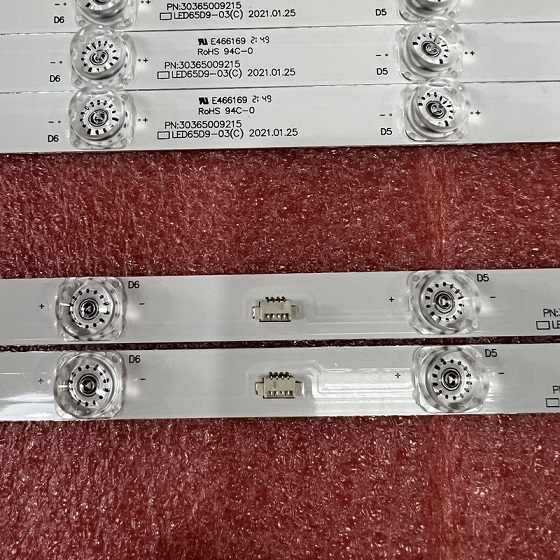 PN:30365009215
LED65D9-03(C) 2021.01.25
- -
D6
D5
E466169 21 49
RoHS 94C-0
- - ++ - - ++
PN:30365009215
D6 LED65D9-03(C) 2021.01.25 D5
E466169 21 49
RoHS 94C-0
- - ++ - - ++
PN:30365009215
D6 LED65D9-03(C) 2021.01.25 D5
D6 D5
+ - + -
PN:3
LE
D6 D5
+ - + -